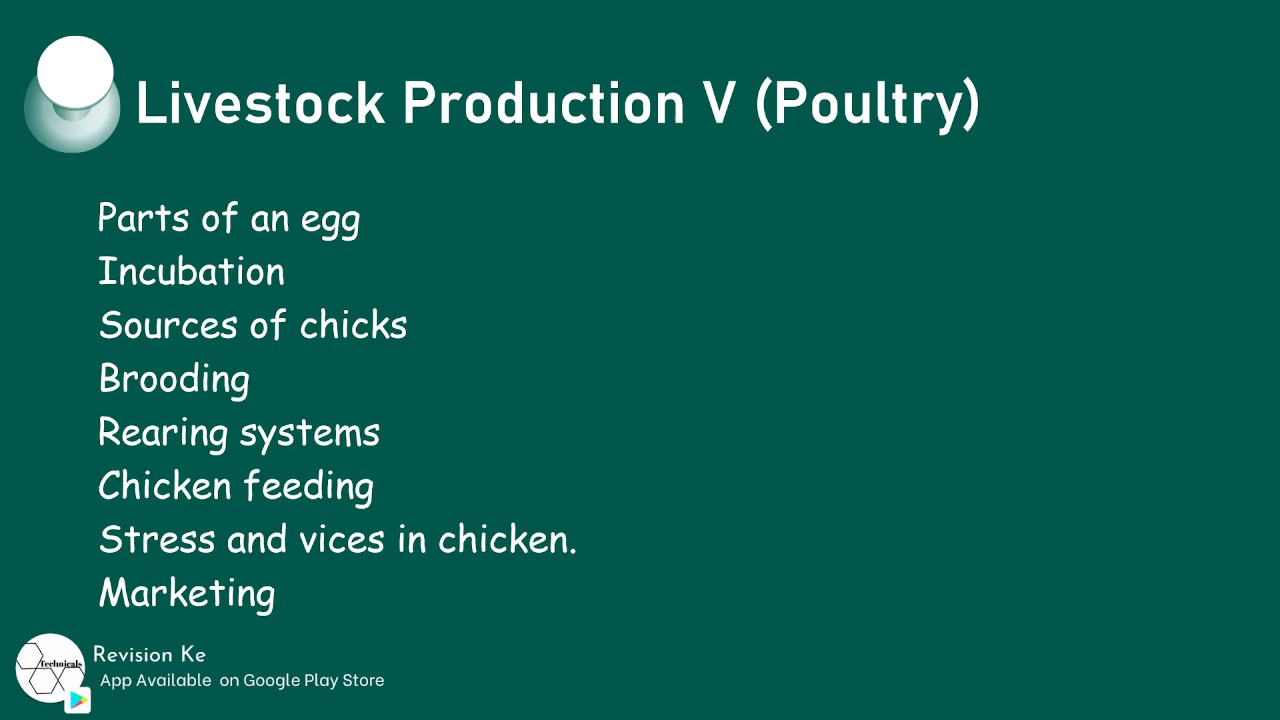 Livestock Production V (Poultry)
Parts of an egg
Incubation
Sources of chicks
Brooding
Rearing systems
Chicken feeding
Stress and vices in chicken.
Marketing
Technicals
Revision Ke
App Available on Google Play Store